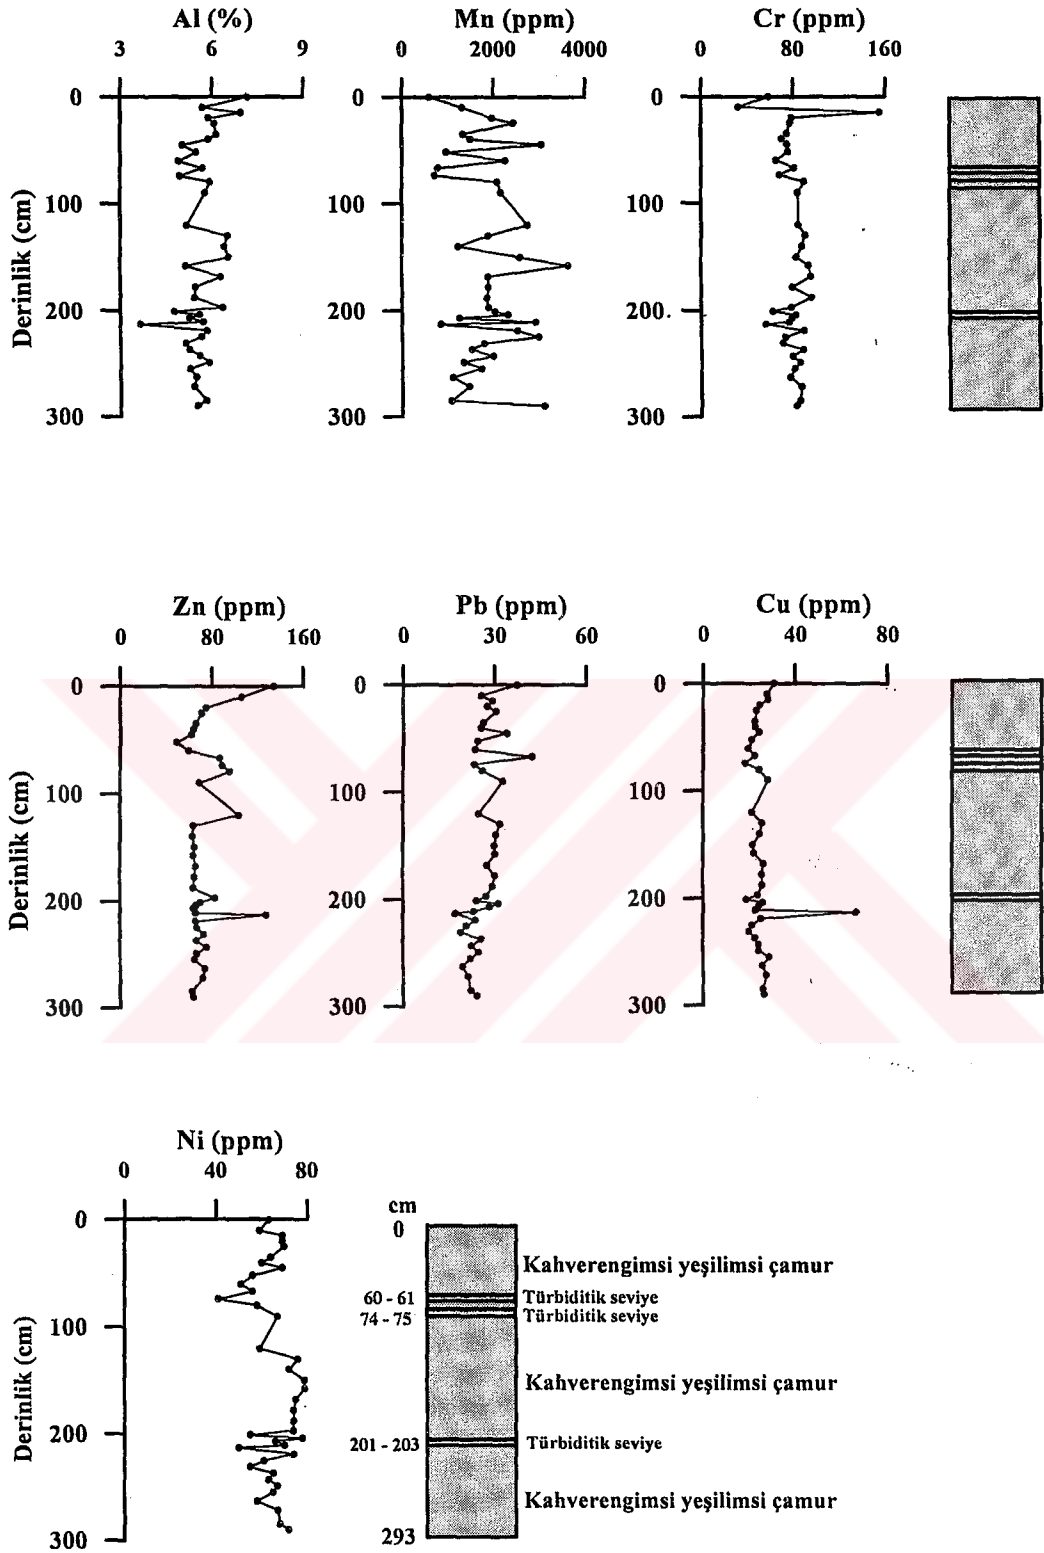 Al (%) Mn (ppm) Cr (ppm)
3 6 9 0 2000 4000 0 80 160
0 0 0
100 100 100
200 200 200.
300 300 300
Derinlik (cm)
Zn (ppm) Pb (ppm) Cu (ppm)
0 80 160 0 30 60 0 40 80
0 0 0
100 100 100
200 200 200
300 300 300
Derinlik (cm)
Ni (ppm)
0 40 80
0
100
200
300
Derinlik (cm)
cm
0
Kahverengimsi yeşilimsi çamur
60 - 61 Türbiditik seviye
74 - 75 Türbiditik seviye
Kahverengimsi yeşilimsi çamur
201 - 203 Türbiditik seviye
Kahverengimsi yeşilimsi çamur
293